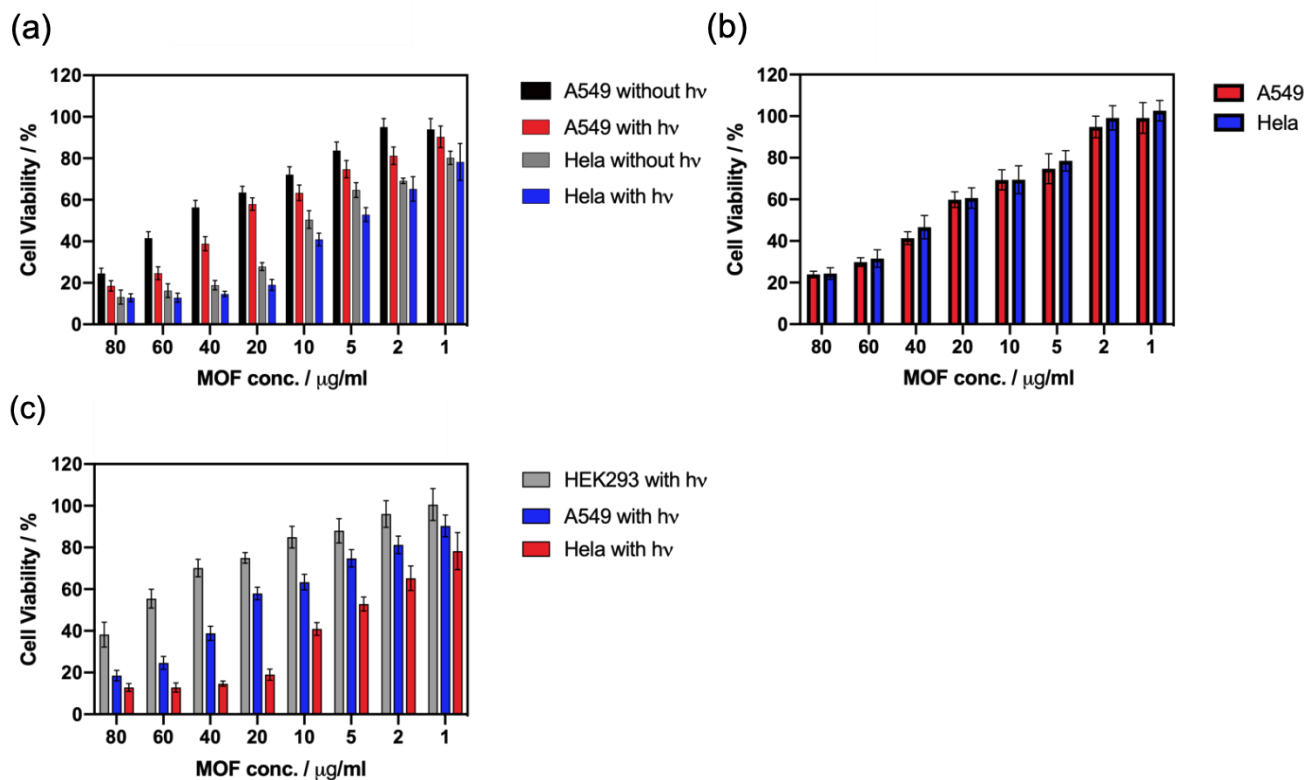 (a)
120
100
80
60
40
20
0
Cell Viability / %
80 60 40 20 10 5 2 1
MOF conc. / μg/ml
A549 without hν
A549 with hν
Hela without hν
Hela with hν
(b)
120
100
80
60
40
20
0
Cell Viability / %
80 60 40 20 10 5 2 1
MOF conc. / μg/ml
A549
Hela
(c)
120
100
80
60
40
20
0
Cell Viability / %
80 60 40 20 10 5 2 1
MOF conc. / μg/ml
HEK293 with hν
A549 with hν
Hela with hν